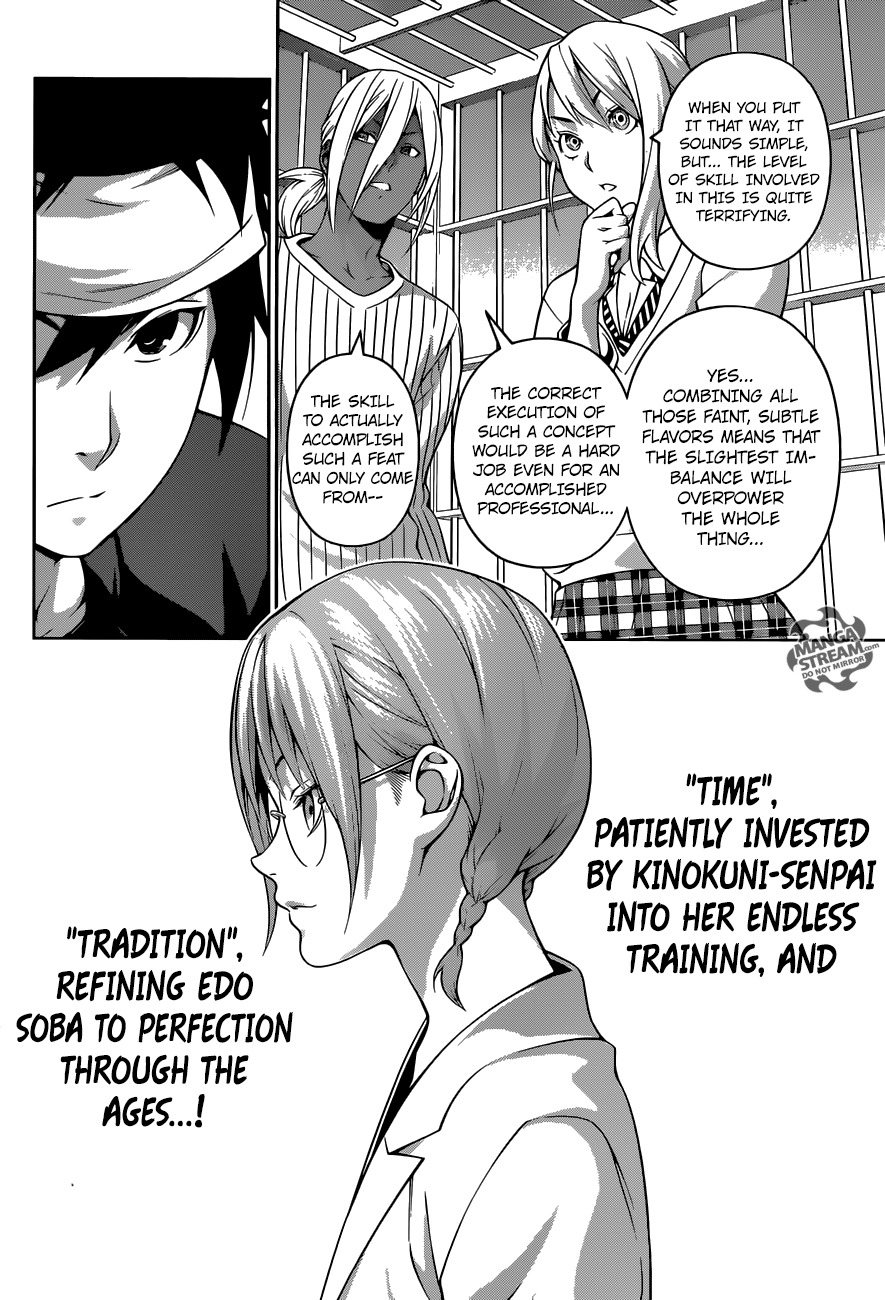 WHEN YOU PUT
IT THAT WAY, IT
SOUNDS SIMPLE,
BUT... THE LEVEL
OF SKILL INVOLVED
IN THIS IS QUITE
TERRIFYING.
YES...
COMBINING ALL
THOSE FAINT, SUBTLE
FLAVORS MEANS THAT
THE SLIGHTEST IM-
BALANCE WILL
OVERPOWER
THE WHOLE
THING...
THE CORRECT
EXECUTION OF
SUCH A CONCEPT
WOULD BE A HARD
JOB EVEN FOR AN
ACCOMPLISHED
PROFESSIONAL...
THE SKILL
TO ACTUALLY
ACCOMPLISH
SUCH A FEAT
CAN ONLY COME
FROM--
MANGA
STREAM.com
DO NOT MIRROR
"TIME",
PATIENTLY INVESTED
BY KINOKUNI-SENPAI
INTO HER ENDLESS
TRAINING, AND
"TRADITION",
REFINING EDO
SOBA TO PERFECTION
THROUGH THE
AGES...!